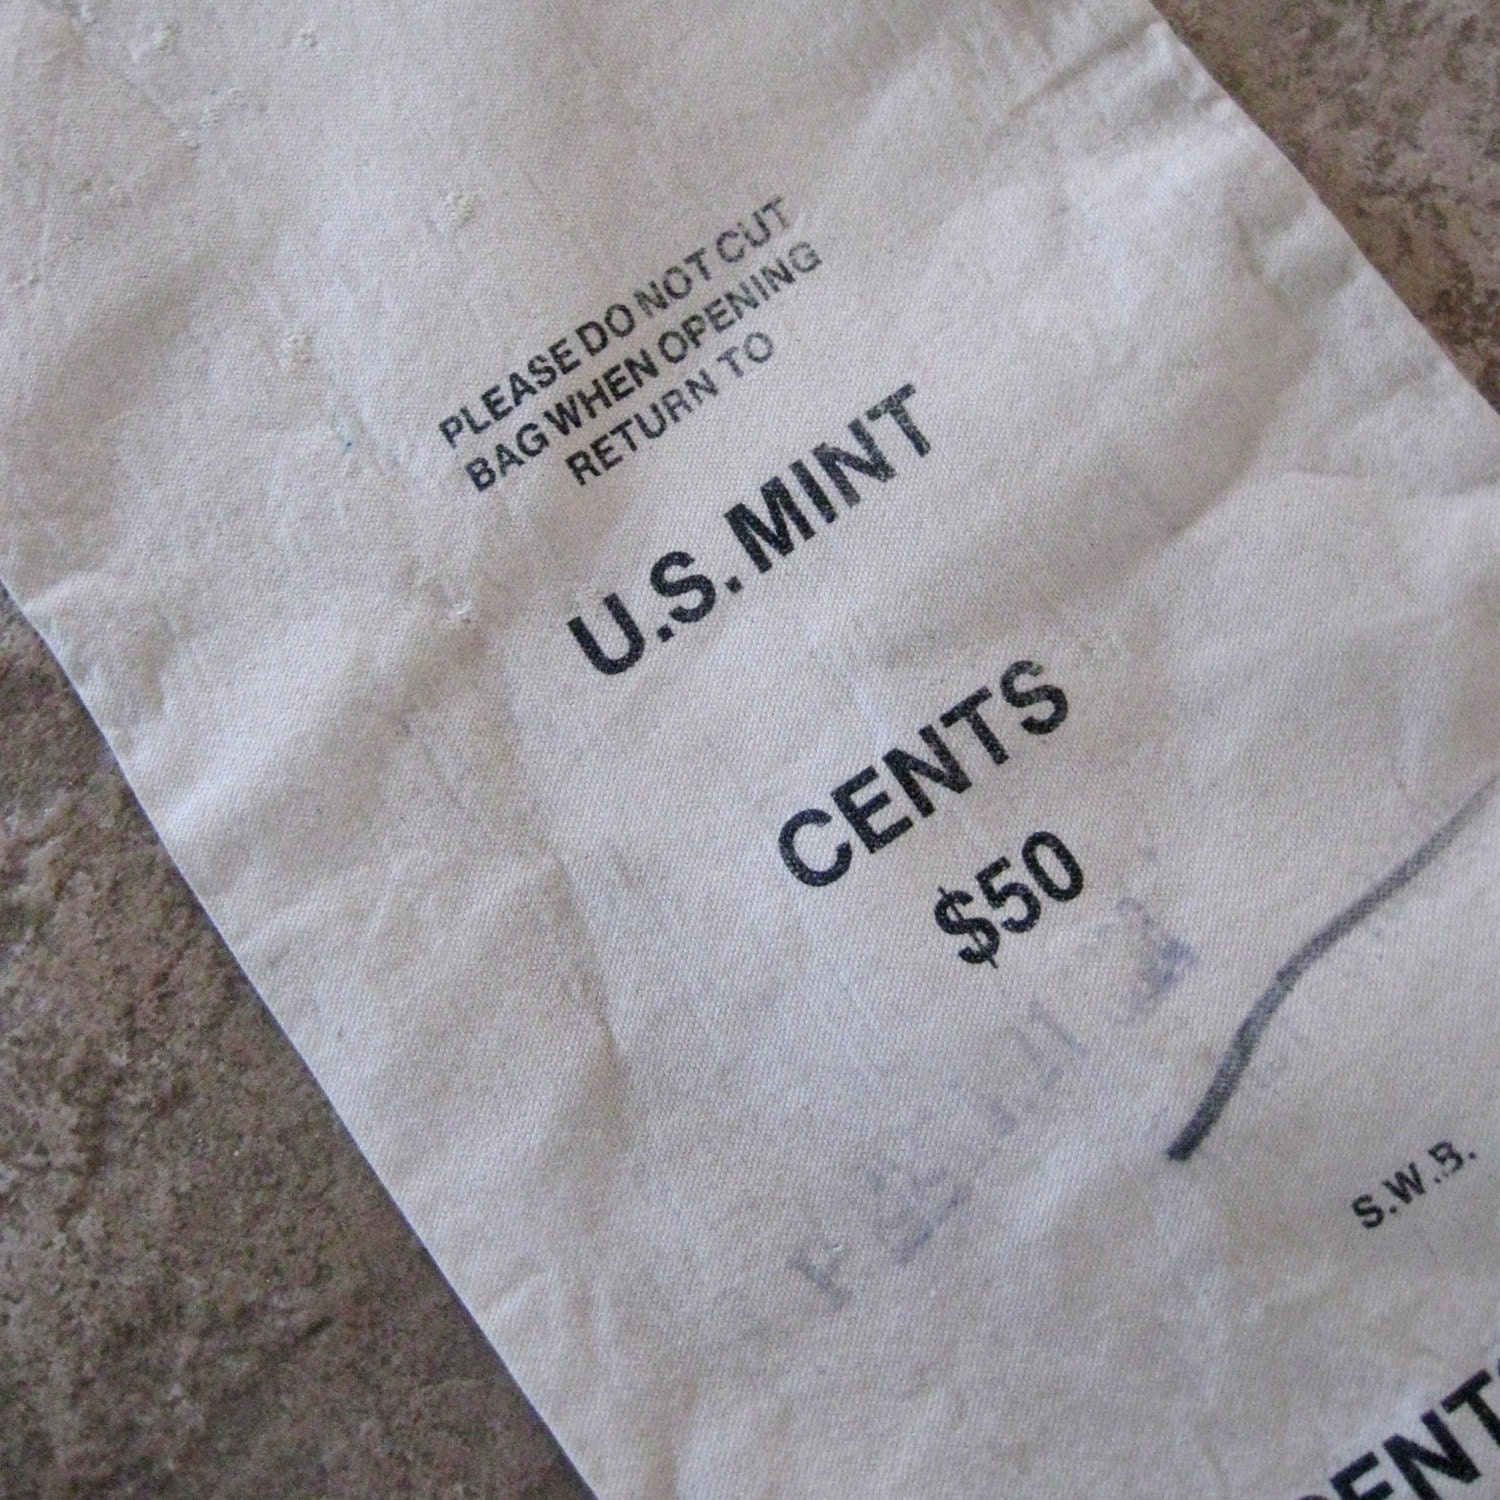 PLEASE DO NOT CUT
BAG WHEN OPENING
RETURN TO
U.S. MINT
CENTS
$50
S.W.B.